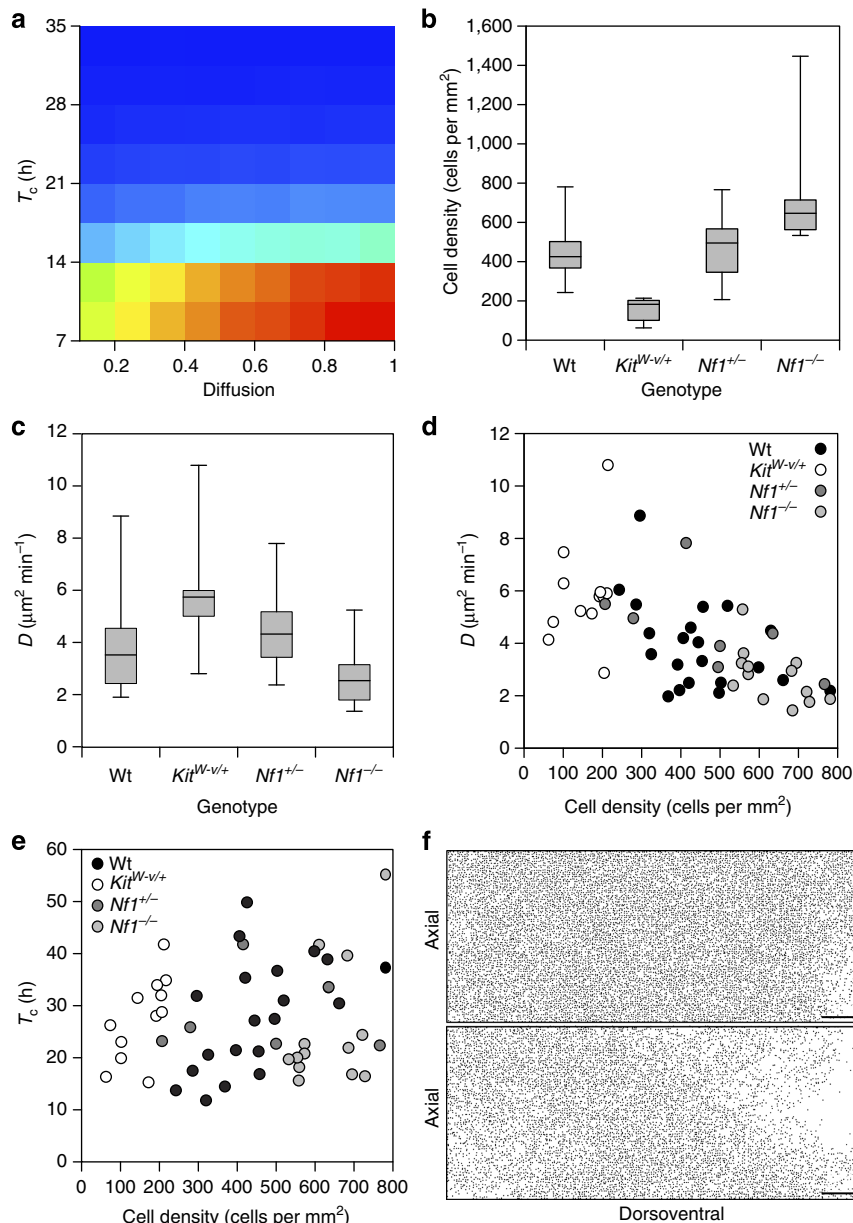 a
35
28
21
14
7
T_c (h)
0.2 0.4 0.6 0.8 1
Diffusion
b
1,600
1,400
1,200
1,000
800
600
400
200
0
Cell density (cells per mm²)
Wt Kit^W-v/+ Nf1^+/– Nf1^–/–
Genotype
c
12
10
8
6
4
2
0
D (μm² min⁻¹)
Wt Kit^W-v/+ Nf1^+/– Nf1^–/–
Genotype
d
12
10
8
6
4
2
0
D (μm² min⁻¹)
Wt
Kit^W-v/+
Nf1^+/–
Nf1^–/–
0 100 200 300 400 500 600 700 800
Cell density (cells per mm²)
e
60
50
40
30
20
10
0
T_c (h)
Wt
Kit^W-v/+
Nf1^+/–
Nf1^–/–
0 100 200 300 400 500 600 700 800
Cell density (cells per mm²)
f
Axial
Axial
Dorsoventral